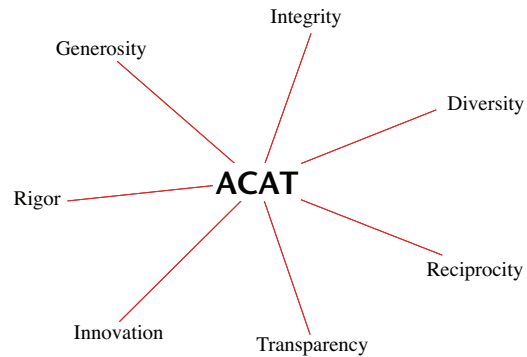 Integrity
Generosity
Diversity
ACAT
Rigor
Reciprocity
Innovation
Transparency